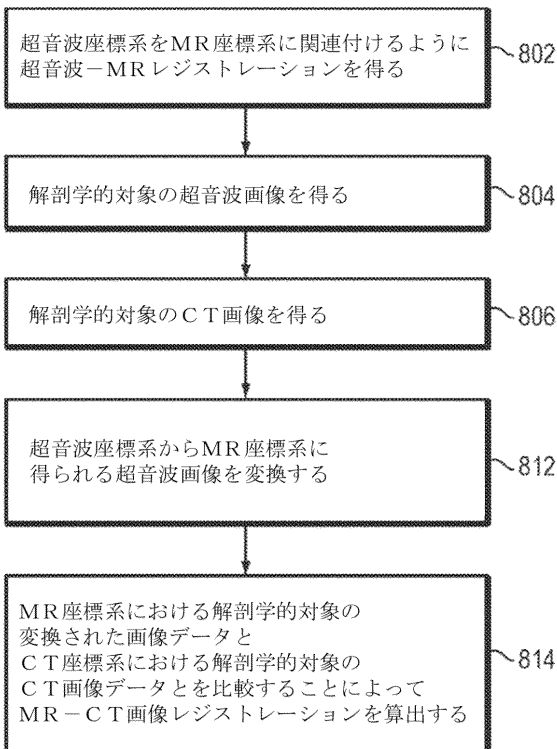 超音波座標系をMR座標系に関連付けるように
超音波-MRレジストレーションを得る
802
解剖学的対象の超音波画像を得る
804
解剖学的対象のCT画像を得る
806
超音波座標系からMR座標系に
得られる超音波画像を変換する
812
MR座標系における解剖学的対象の
変換された画像データと
CT座標系における解剖学的対象の
CT画像データとを比較することによって
MR-CT画像レジストレーションを算出する
814